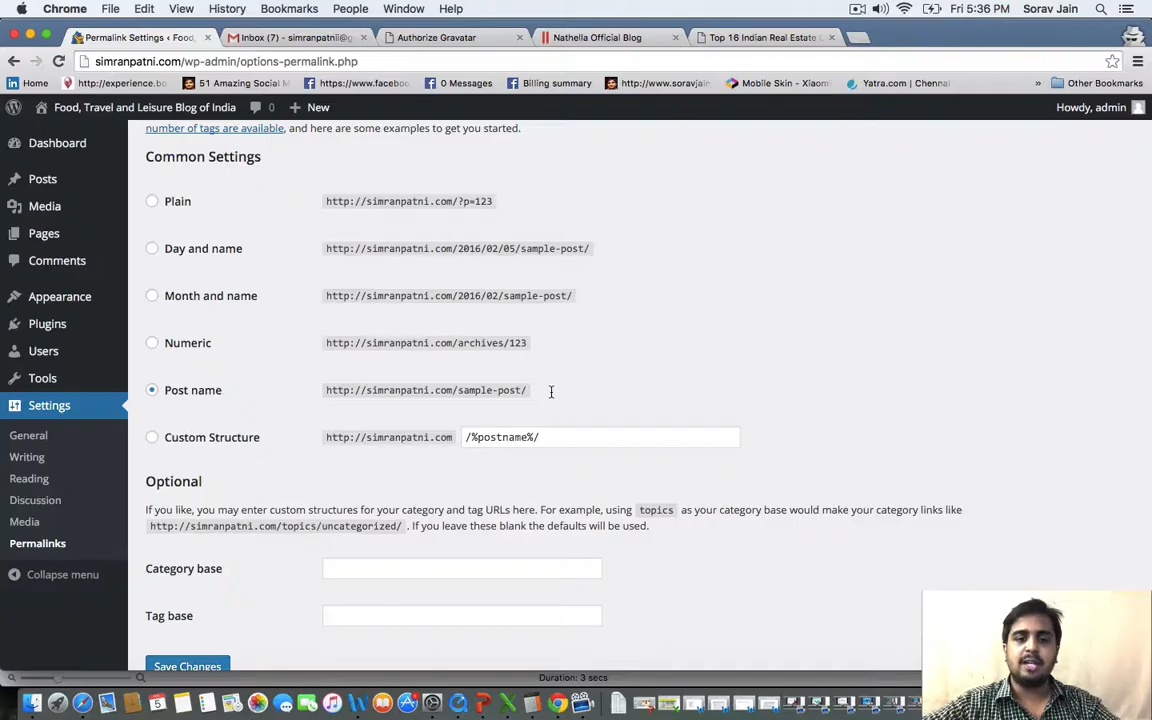 Chrome File Edit View History Bookmarks People Window Help Fri 5:36 PM Sorav Jain
Permalink Settings ‹ Food, Inbox (7) - simranpatnii@g Authorize Gravatar Nathella Official Blog Top 16 Indian Real Estate
simranpatni.com/wp-admin/options-permalink.php
Home http://experience.bo 51 Amazing Social M https://www.faceboo 0 Messages Billing summary http://www.soravjain Mobile Skin – Xiaom Yatra.com | Chennai » Other Bookmarks
Food, Travel and Leisure Blog of India 0 + New Howdy, admin
number of tags are available, and here are some examples to get you started.
Common Settings
Plain http://simranpatni.com/?p=123
Day and name http://simranpatni.com/2016/02/05/sample-post/
Month and name http://simranpatni.com/2016/02/sample-post/
Numeric http://simranpatni.com/archives/123
Post name http://simranpatni.com/sample-post/
Custom Structure http://simranpatni.com /%postname%/
Optional
If you like, you may enter custom structures for your category and tag URLs here. For example, using topics as your category base would make your category links like
http://simranpatni.com/topics/uncategorized/ . If you leave these blank the defaults will be used.
Category base
Tag base
Save Changes
Dashboard
Posts
Media
Pages
Comments
Appearance
Plugins
Users
Tools
Settings
General
Writing
Reading
Discussion
Media
Permalinks
Collapse menu
Duration: 3 secs
5